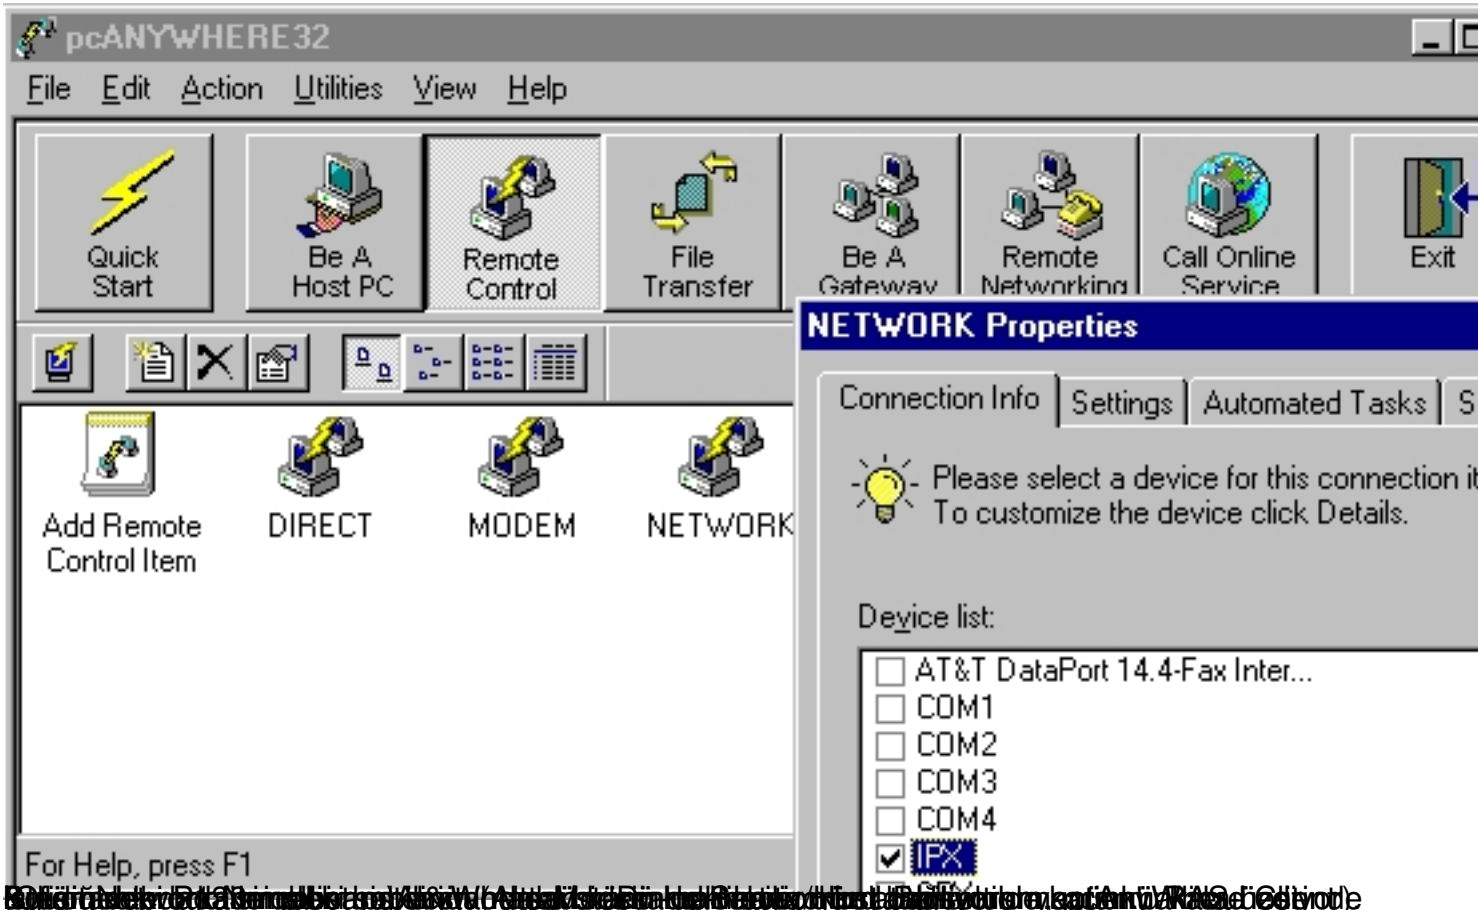 pcANYWHERE32
File Edit Action Utilities View Help
Quick Start
Be A Host PC
Remote Control
File Transfer
Be A Gateway
Remote Networking
Call Online Service
Exit
NETWORK Properties
Connection Info Settings Automated Tasks S
Please select a device for this connection it
To customize the device click Details.
Add Remote Control Item
DIRECT
MODEM
NETWORK
Device list:
AT&T DataPort 14.4-Fax Inter...
COM1
COM2
COM3
COM4
IPX
For Help, press F1